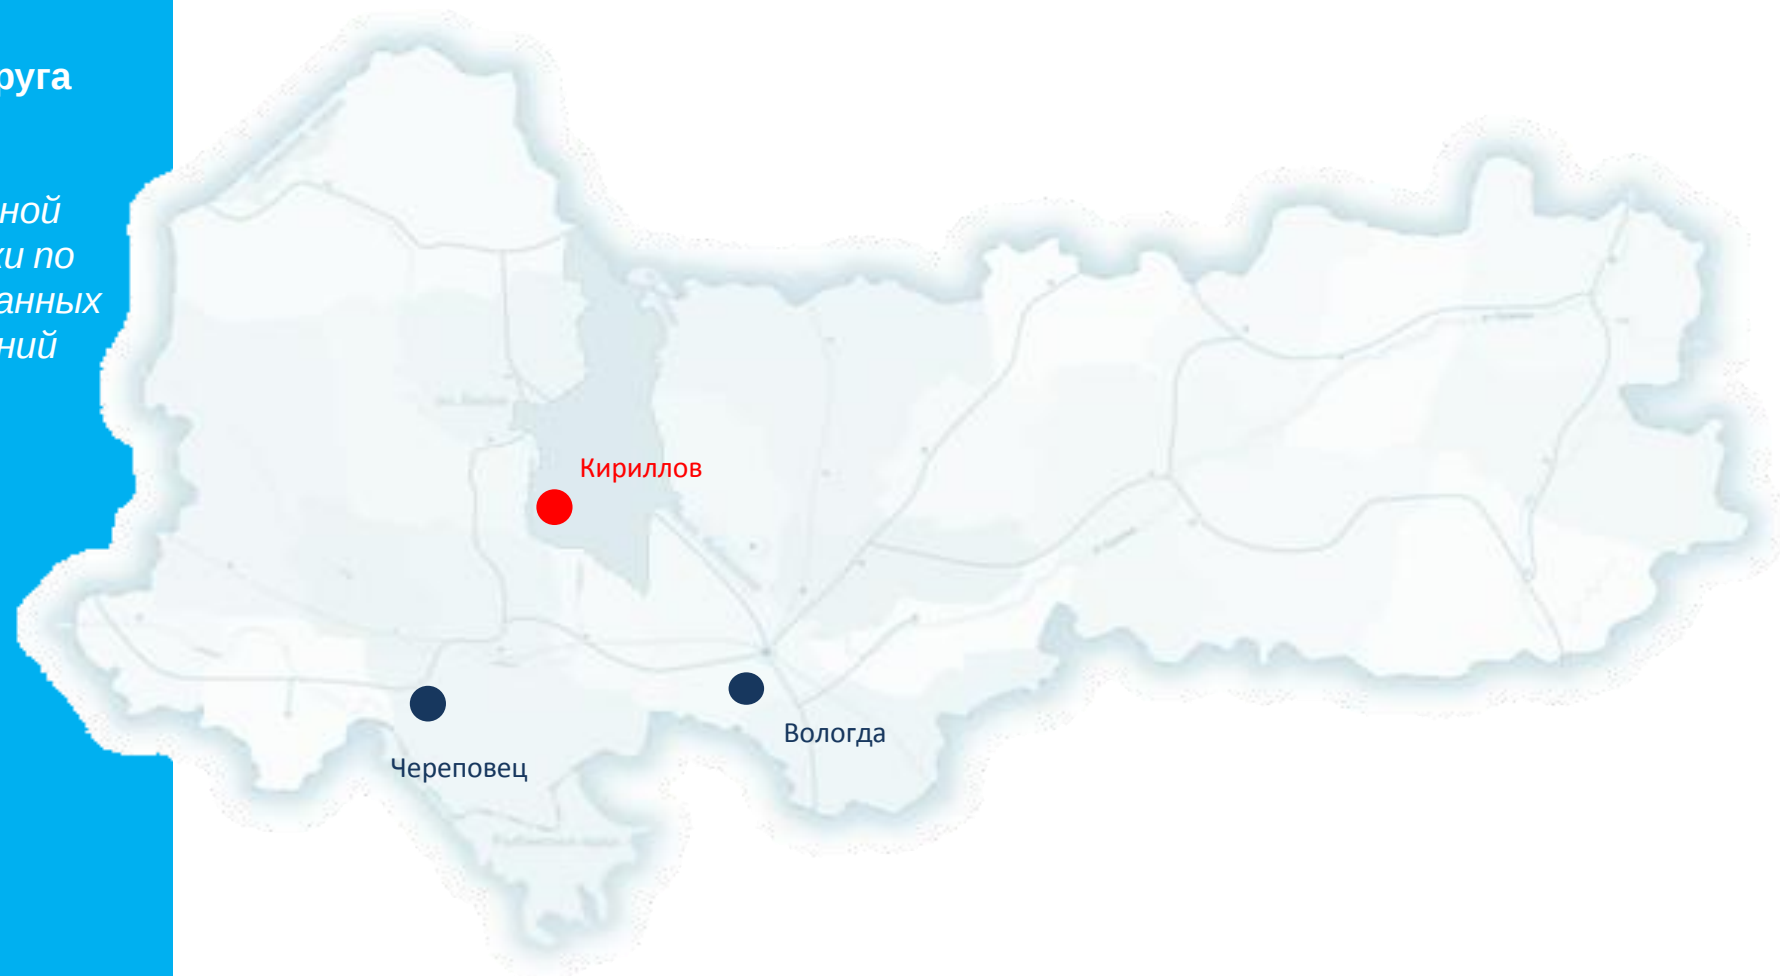 руга
ной
ки по
анных
ний
Кириллов
Вологда
Череповец